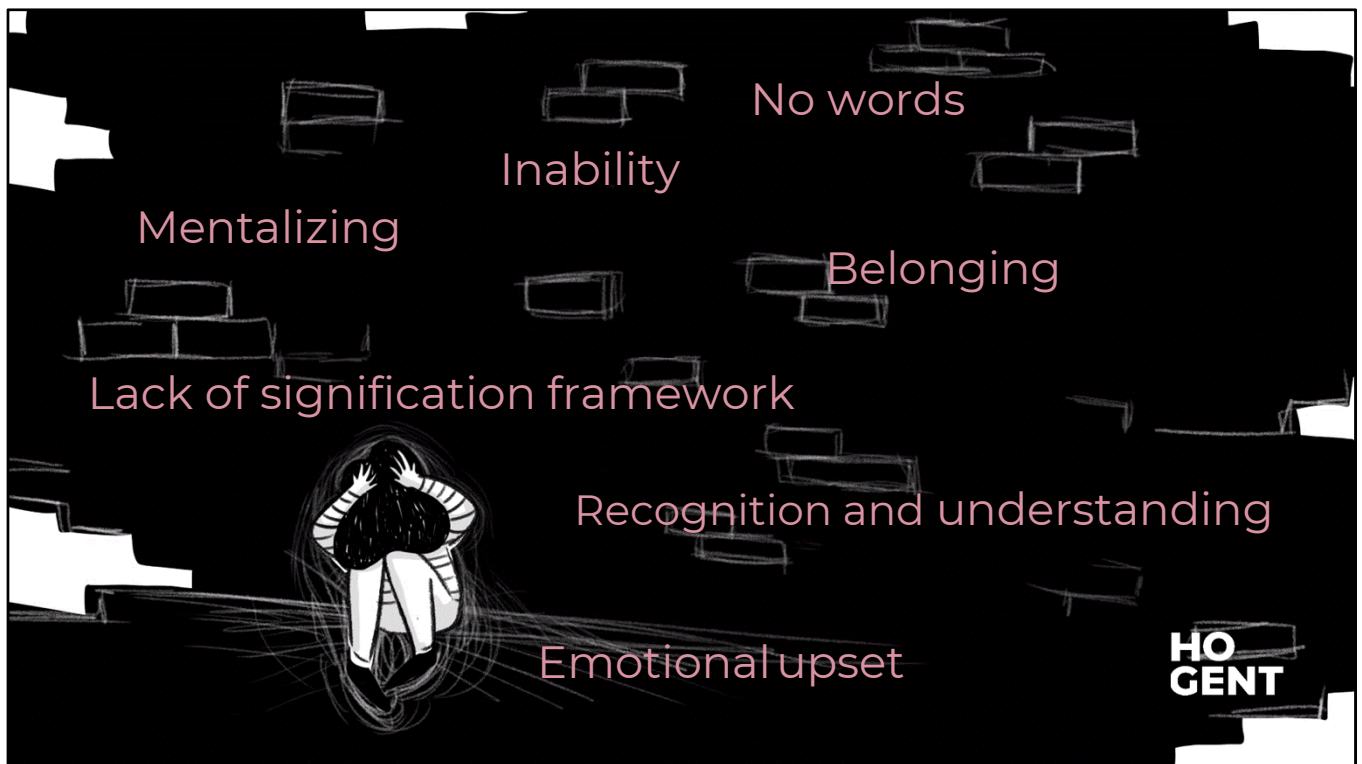 No words
Inability
Mentalizing
Belonging
Lack of signification framework
Recognition and understanding
Emotional upset
HO
GENT